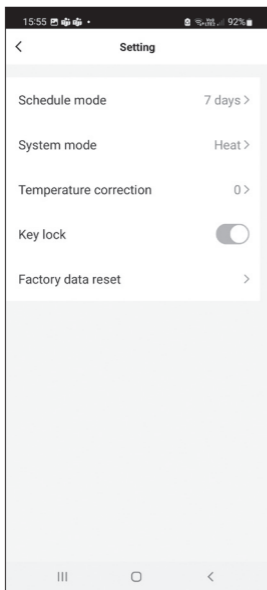 15:55 92%
Setting
Schedule mode 7 days
System mode Heat
Temperature correction 0
Key lock
Factory data reset